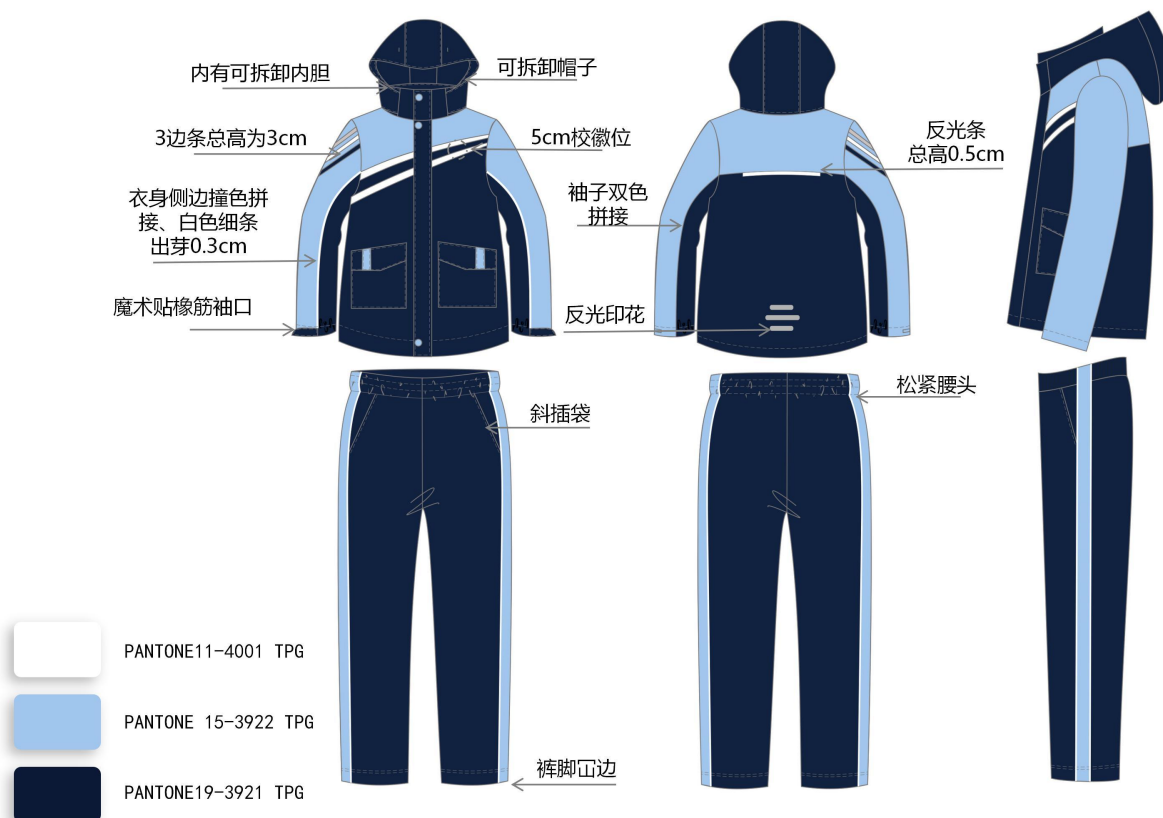 内有可拆卸内胆
可拆卸帽子
3边条总高为3cm
5cm校徽位
反光条
总高0.5cm
衣身侧边撞色拼
接、白色细条
出芽0.3cm
袖子双色
拼接
魔术贴橡筋袖口
反光印花
松紧腰头
斜插袋
裤脚冚边
PANTONE11-4001 TPG
PANTONE 15-3922 TPG
PANTONE19-3921 TPG